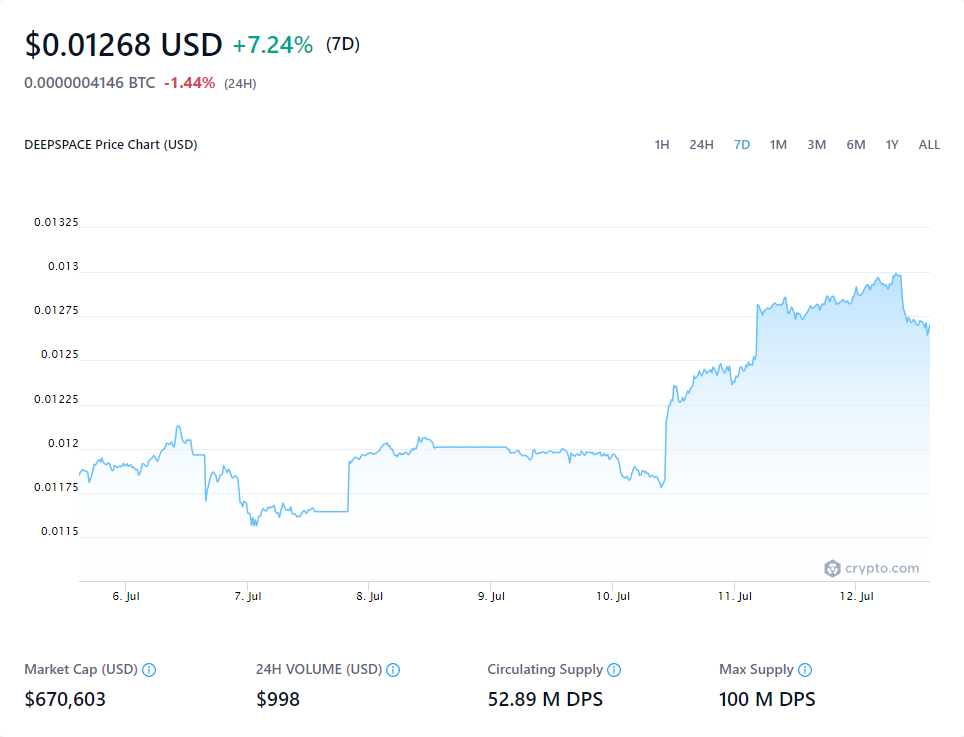 $0.01268 USD +7.24% (7D)
0.0000004146 BTC -1.44% (24H)
DEEPSPACE Price Chart (USD) 1H 24H 7D 1M 3M 6M 1Y ALL
0.01325
0.013
0.01275
0.0125
0.01225
0.012
0.01175
0.0115
crypto.com
6. Jul 7. Jul 8. Jul 9. Jul 10. Jul 11. Jul 12. Jul
Market Cap (USD) 24H VOLUME (USD) Circulating Supply Max Supply
$670,603 $998 52.89 M DPS 100 M DPS